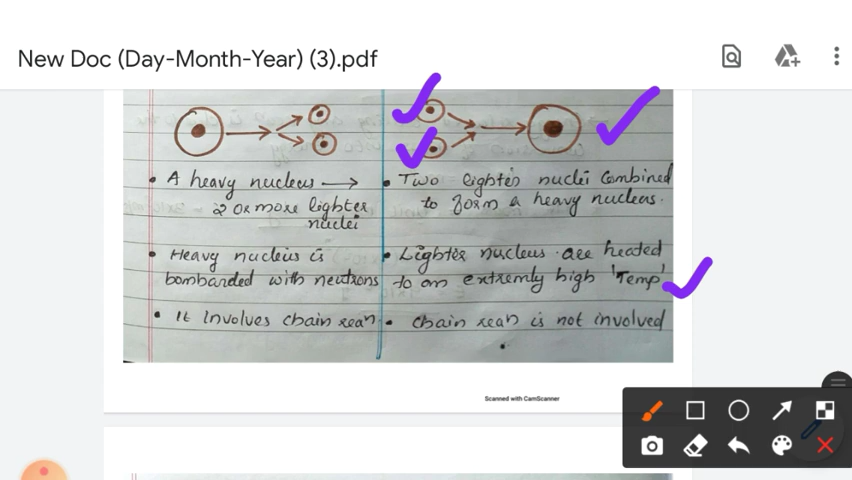 New Doc (Day-Month-Year) (3).pdf
• A heavy nucleus →
2 or more lighter
nuclei
• Two lighter nuclei combined
to form a heavy nucleus.
• Heavy nucleus is
bombarded with neutrons
• Lighter nucleus are heated
to an extremly high 'Temp'
• It involves chain rean.
• chain rean is not involved
Scanned with CamScanner